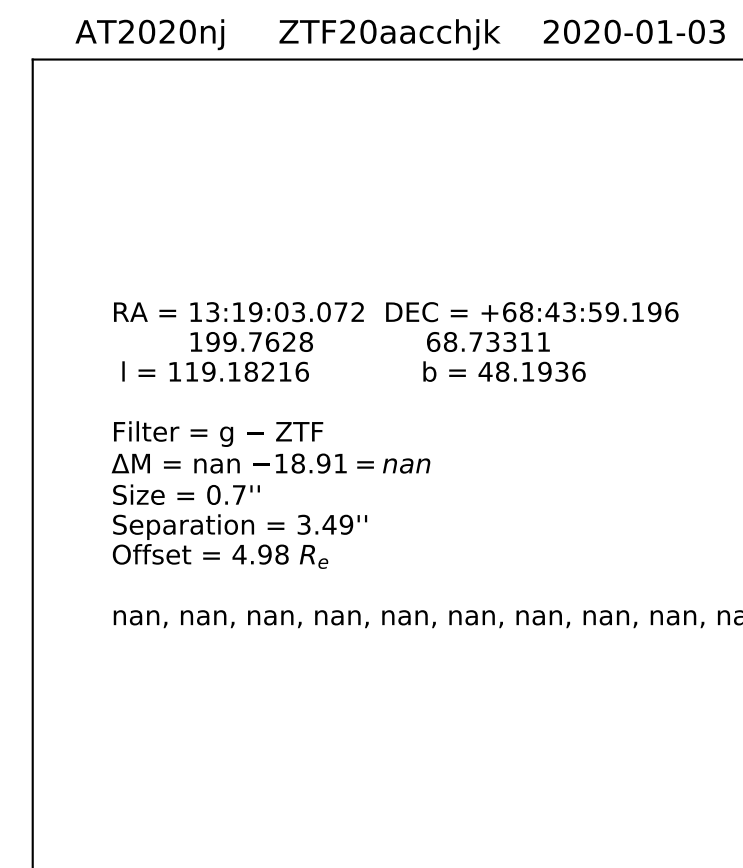 AT2020nj ZTF20aacchjk 2020-01-03
RA = 13:19:03.072 DEC = +68:43:59.196
199.7628 68.73311
l = 119.18216 b = 48.1936
Filter = g − ZTF
ΔM = nan −18.91 = nan
Size = 0.7''
Separation = 3.49''
Offset = 4.98 Re
nan, nan, nan, nan, nan, nan, nan, nan, nan,